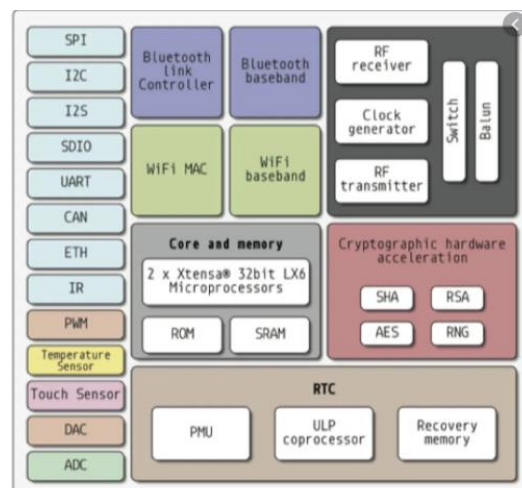 SPI
I2C
I2S
SDIO
UART
CAN
ETH
IR
PWM
Temperature
Sensor
Touch Sensor
DAC
ADC
Bluetooth
link
Controller
Bluetooth
baseband
WiFi MAC
WiFi
baseband
RF
receiver
Clock
generator
RF
transmitter
Switch
Balun
Core and memory
2 x Xtensa® 32bit LX6
Microprocessors
ROM
SRAM
Cryptographic hardware
acceleration
SHA
RSA
AES
RNG
RTC
PMU
ULP
coprocessor
Recovery
memory